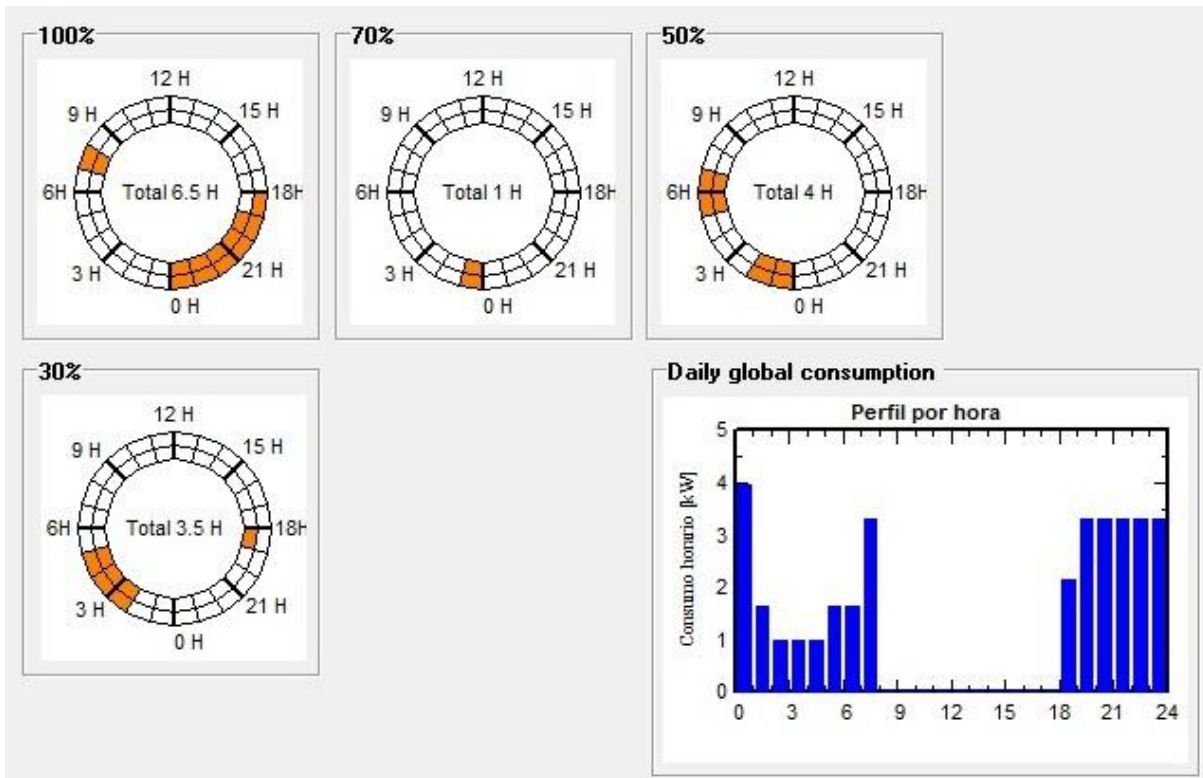 100%
12 H
9 H
15 H
6H
Total 6.5 H
18H
3 H
21 H
0 H
70%
12 H
9 H
15 H
6H
Total 1 H
18H
3 H
21 H
0 H
50%
12 H
9 H
15 H
6H
Total 4 H
18H
3 H
21 H
0 H
30%
12 H
9 H
15 H
6H
Total 3.5 H
18H
3 H
21 H
0 H
Daily global consumption
Perfil por hora
Consumo horario [kW]
5
4
3
2
1
0
0 3 6 9 12 15 18 21 24